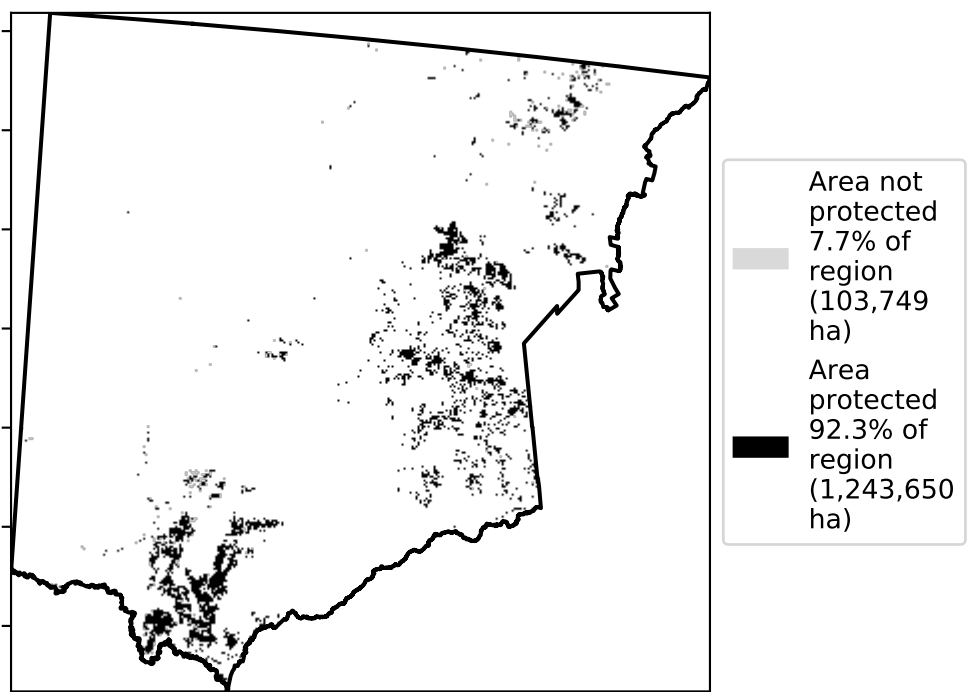 Area not
protected
7.7% of
region
(103,749
ha)
Area
protected
92.3% of
region
(1,243,650
ha)